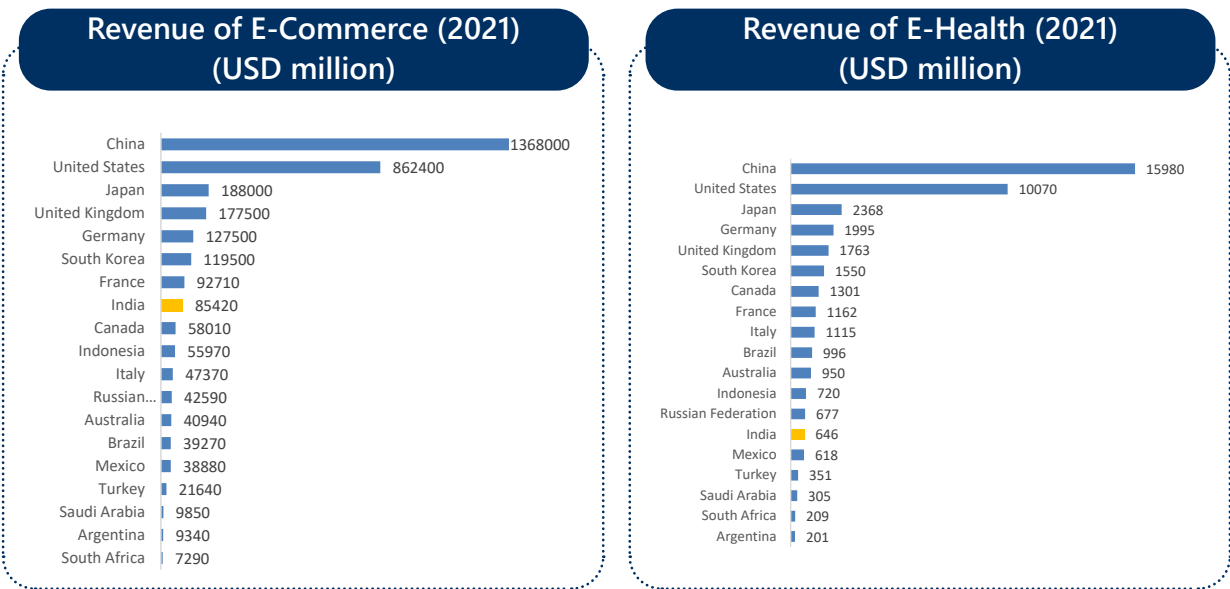 Revenue of E-Commerce (2021)
(USD million)
China 1368000
United States 862400
Japan 188000
United Kingdom 177500
Germany 127500
South Korea 119500
France 92710
India 85420
Canada 58010
Indonesia 55970
Italy 47370
Russian... 42590
Australia 40940
Brazil 39270
Mexico 38880
Turkey 21640
Saudi Arabia 9850
Argentina 9340
South Africa 7290
Revenue of E-Health (2021)
(USD million)
China 15980
United States 10070
Japan 2368
Germany 1995
United Kingdom 1763
South Korea 1550
Canada 1301
France 1162
Italy 1115
Brazil 996
Australia 950
Indonesia 720
Russian Federation 677
India 646
Mexico 618
Turkey 351
Saudi Arabia 305
South Africa 209
Argentina 201